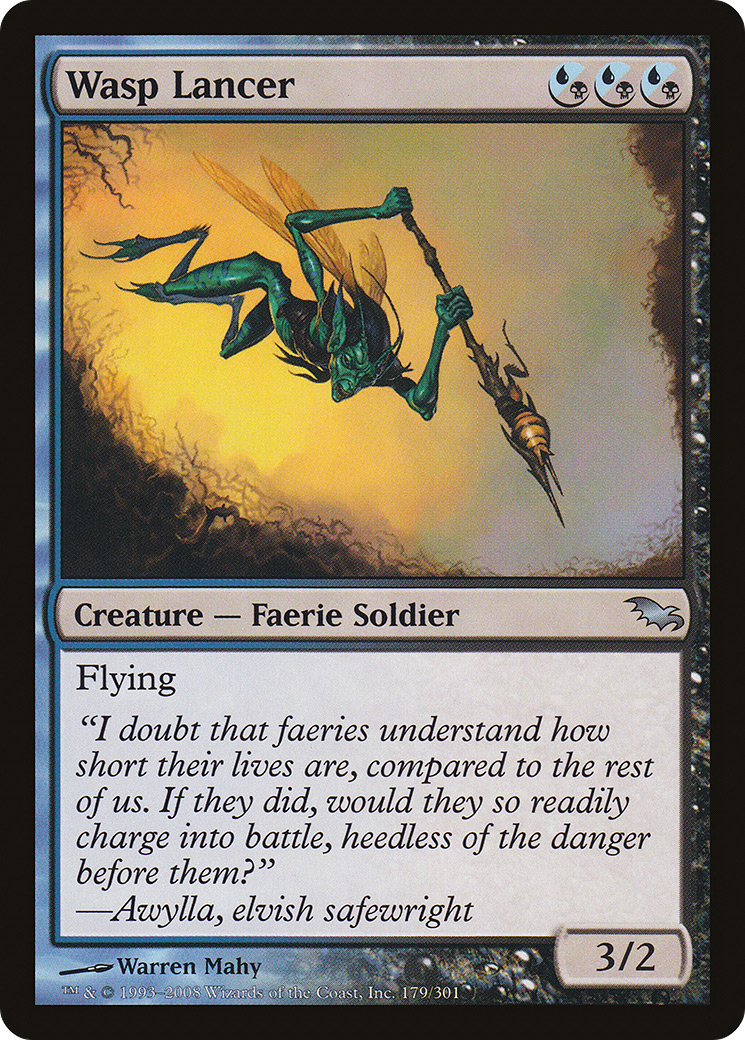 Wasp Lancer
Creature — Faerie Soldier
Flying
“I doubt that faeries understand how
short their lives are, compared to the rest
of us. If they did, would they so readily
charge into battle, heedless of the danger
before them?”
—Awylla, elvish safewright
3/2
Warren Mahy
™ & © 1993–2008 Wizards of the Coast, Inc. 179/301